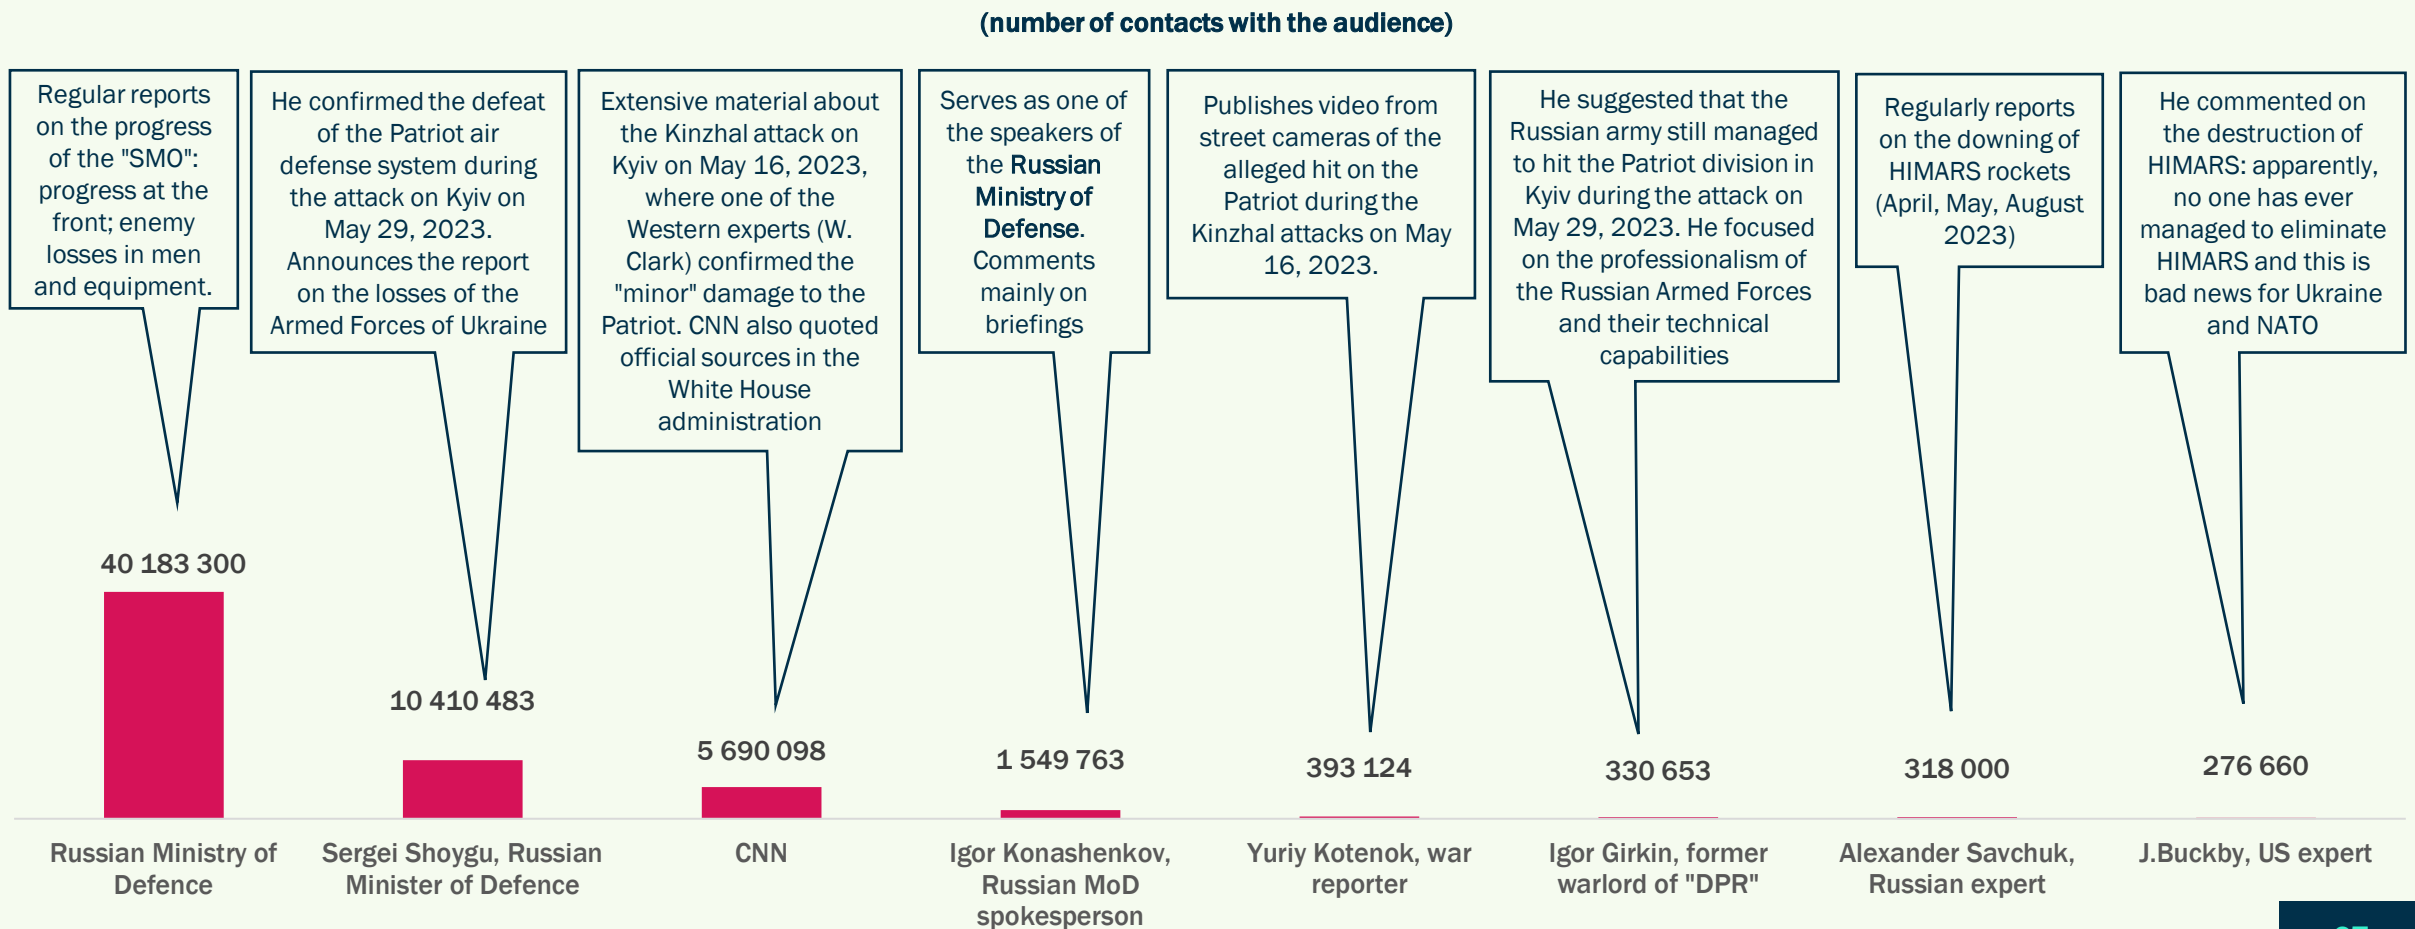 (number of contacts with the audience)
Regular reports
on the progress
of the "SMO":
progress at the
front; enemy
losses in men
and equipment.
He confirmed the defeat
of the Patriot air
defense system during
the attack on Kyiv on
May 29, 2023.
Announces the report
on the losses of the
Armed Forces of Ukraine
Extensive material about
the Kinzhal attack on
Kyiv on May 16, 2023,
where one of the
Western experts (W.
Clark) confirmed the
"minor" damage to the
Patriot. CNN also quoted
official sources in the
White House
administration
Serves as one of
the speakers of
the Russian
Ministry of
Defense.
Comments
mainly on
briefings
Publishes video from
street cameras of the
alleged hit on the
Patriot during the
Kinzhal attacks on May
16, 2023.
He suggested that the
Russian army still managed
to hit the Patriot division in
Kyiv during the attack on
May 29, 2023. He focused
on the professionalism of
the Russian Armed Forces
and their technical
capabilities
Regularly reports
on the downing of
HIMARS rockets
(April, May, August
2023)
He commented on
the destruction of
HIMARS: apparently,
no one has ever
managed to eliminate
HIMARS and this is
bad news for Ukraine
and NATO
40 183 300
10 410 483
5 690 098
1 549 763
393 124
330 653
318 000
276 660
Russian Ministry of
Defence
Sergei Shoygu, Russian
Minister of Defence
CNN
Igor Konashenkov,
Russian MoD
spokesperson
Yuriy Kotenok, war
reporter
Igor Girkin, former
warlord of "DPR"
Alexander Savchuk,
Russian expert
J.Buckby, US expert